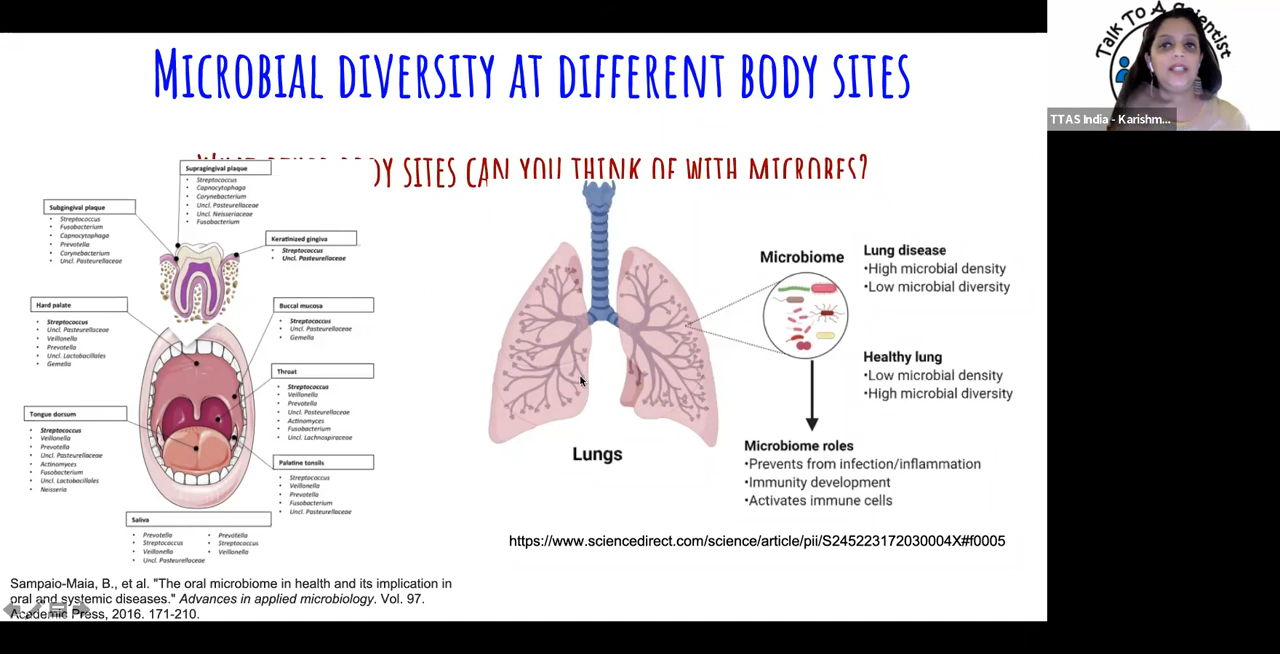 MICROBIAL DIVERSITY AT DIFFERENT BODY SITES
Talk To A Scientist
TTAS India - Karishm...
BODY SITES CAN YOU THINK OF WITH MICROBES?
Supragingival plaque
• Streptococcus
• Capnocytophaga
• Corynebacterium
• Uncl. Pasteurellaceae
• Uncl. Neisseriaceae
• Fusobacterium
Subgingival plaque
• Streptococcus
• Fusobacterium
• Capnocytophaga
• Prevotella
• Corynebacterium
• Uncl. Pasteurellaceae
Keratinized gingiva
• Streptococcus
• Uncl. Pasteurellaceae
Hard palate
• Streptococcus
• Uncl. Pasteurellaceae
• Veillonella
• Prevotella
• Uncl. Lactobacillales
• Gemella
Buccal mucosa
• Streptococcus
• Uncl. Pasteurellaceae
• Gemella
Throat
• Streptococcus
• Veillonella
• Prevotella
• Uncl. Pasteurellaceae
• Actinomyces
• Fusobacterium
• Uncl. Lachnospiraceae
Tongue dorsum
• Streptococcus
• Veillonella
• Prevotella
• Uncl. Pasteurellaceae
• Actinomyces
• Fusobacterium
• Uncl. Lactobacillales
• Neisseria
Palatine tonsils
• Streptococcus
• Veillonella
• Prevotella
• Fusobacterium
• Uncl. Pasteurellaceae
Saliva
• Prevotella
• Streptococcus
• Veillonella
• Uncl. Pasteurellaceae
• Prevotella
• Streptococcus
• Veillonella
Sampaio-Maia, B., et al. "The oral microbiome in health and its implication in
oral and systemic diseases." Advances in applied microbiology. Vol. 97.
Academic Press, 2016. 171-210.
Lungs
Microbiome
Lung disease
•High microbial density
•Low microbial diversity
Healthy lung
•Low microbial density
•High microbial diversity
Microbiome roles
•Prevents from infection/inflammation
•Immunity development
•Activates immune cells
https://www.sciencedirect.com/science/article/pii/S245223172030004X#f0005